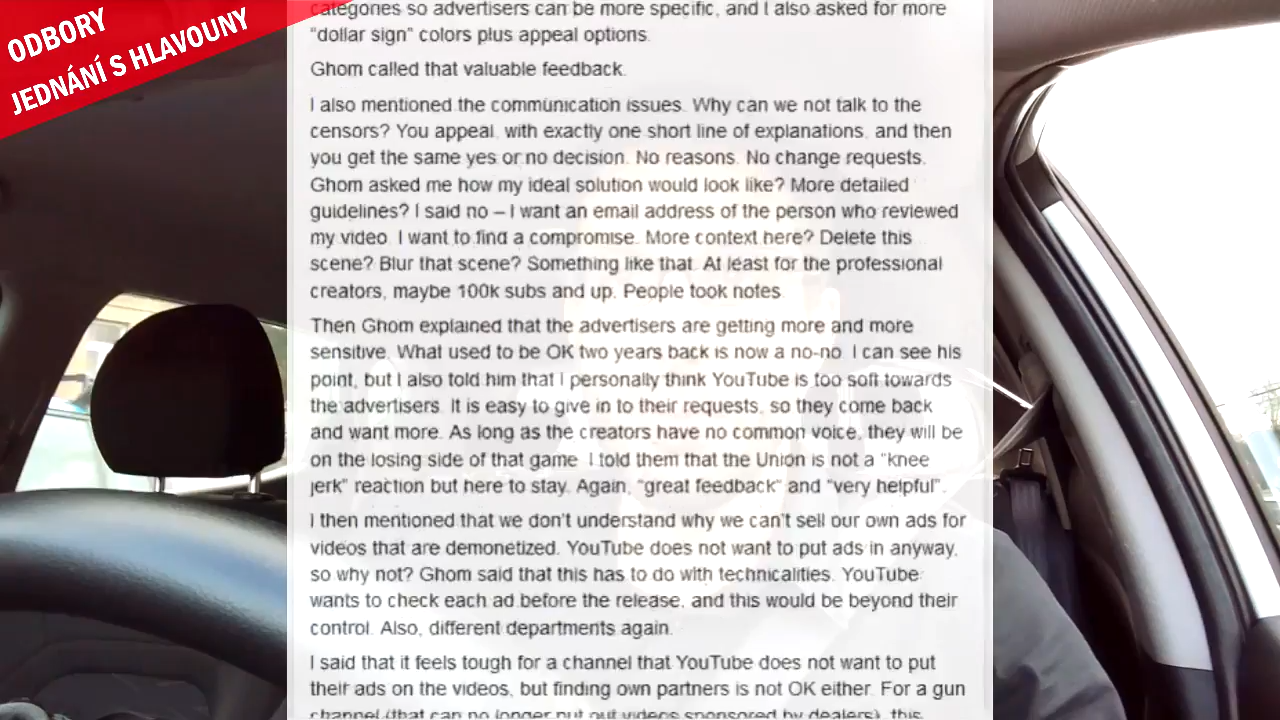 ODBORY
JEDNÁNÍ S HLAVOUNY
categories so advertisers can be more specific, and I also asked for more
"dollar sign" colors plus appeal options.
Ghom called that valuable feedback.
I also mentioned the communication issues. Why can we not talk to the
censors? You appeal, with exactly one short line of explanations, and then
you get the same yes or no decision. No reasons. No change requests.
Ghom asked me how my ideal solution would look like? More detailed
guidelines? I said no – I want an email address of the person who reviewed
my video. I want to find a compromise. More context here? Delete this
scene? Blur that scene? Something like that. At least for the professional
creators, maybe 100k subs and up. People took notes.
Then Ghom explained that the advertisers are getting more and more
sensitive. What used to be OK two years back is now a no-no. I can see his
point, but I also told him that I personally think YouTube is too soft towards
the advertisers. It is easy to give in to their requests, so they come back
and want more. As long as the creators have no common voice, they will be
on the losing side of that game. I told them that the Union is not a "knee
jerk" reaction but here to stay. Again, "great feedback" and "very helpful".
I then mentioned that we don't understand why we can't sell our own ads for
videos that are demonetized. YouTube does not want to put ads in anyway,
so why not? Ghom said that this has to do with technicalities. YouTube
wants to check each ad before the release, and this would be beyond their
control. Also, different departments again.
I said that it feels tough for a channel that YouTube does not want to put
their ads on the videos, but finding own partners is not OK either. For a gun
channel (that can no longer put out videos sponsored by dealers), this